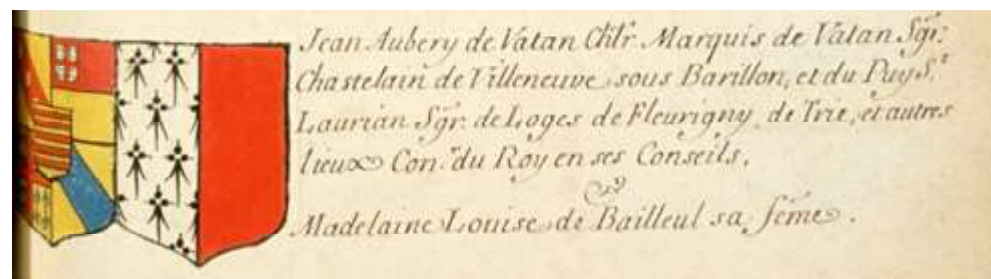 Jean Aubery de Vatan Chlr. Marquis de Vatan Sgr.
Chastelain de Villeneuve sous Barillon, et du Puy S.t
Laurian Sgr. de Loges de Fleurigny, de Trie, et autres
lieux Con.r du Roy en ses Conseils,
Madelaine Louise de Bailleul sa féme.